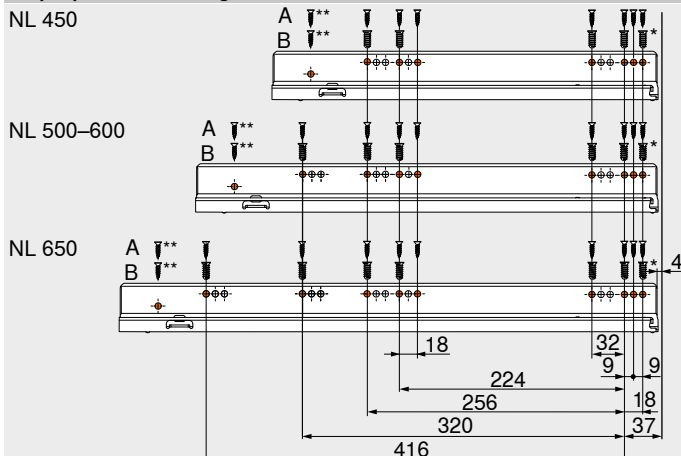 NL 450
A **
B ** *
NL 500–600
A **
B ** *
NL 650
A **
B ** * 4
18 32
9 9
224
256 18
320 37
416